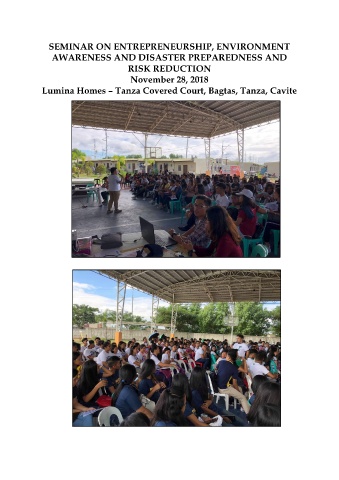 SEMINAR ON ENTREPRENEURSHIP, ENVIRONMENT
AWARENESS AND DISASTER PREPAREDNESS AND
RISK REDUCTION
November 28, 2018
Lumina Homes – Tanza Covered Court, Bagtas, Tanza, Cavite